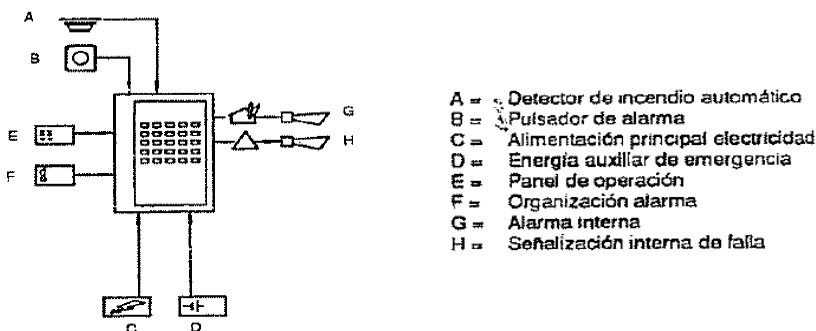 A
B
E
F
G
H
C
D
A = Detector de incendio automático
B = Pulsador de alarma
C = Alimentación principal electricidad
D = Energía auxiliar de emergencia
E = Panel de operación
F = Organización alarma
G = Alarma interna
H = Señalización interna de falla